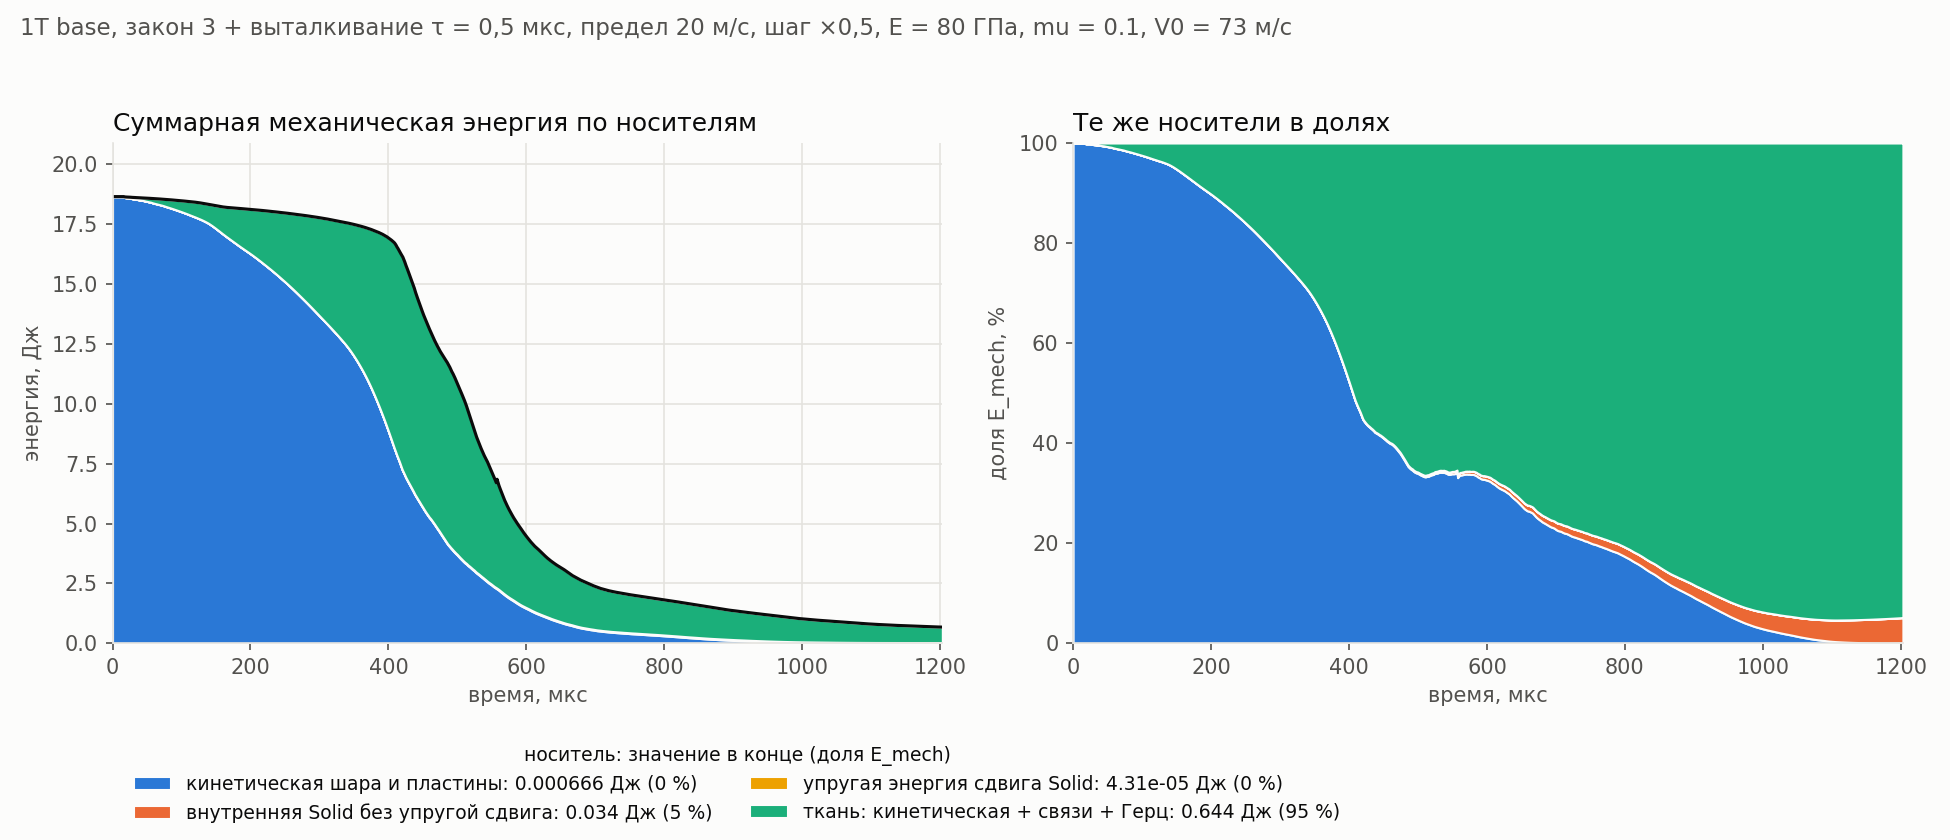 1T base, закон 3 + выталкивание τ = 0,5 мкс, предел 20 м/с, шаг ×0,5, E = 80 ГПа, mu = 0.1, V0 = 73 м/с
Суммарная механическая энергия по носителям
20.0
17.5
15.0
12.5
10.0
7.5
5.0
2.5
0.0
энергия, Дж
0 200 400 600 800 1000 1200
время, мкс
Те же носители в долях
100
80
60
40
20
0
доля E_mech, %
0 200 400 600 800 1000 1200
время, мкс
носитель: значение в конце (доля E_mech)
кинетическая шара и пластины: 0.000666 Дж (0 %)
внутренняя Solid без упругой сдвига: 0.034 Дж (5 %)
упругая энергия сдвига Solid: 4.31e-05 Дж (0 %)
ткань: кинетическая + связи + Герц: 0.644 Дж (95 %)